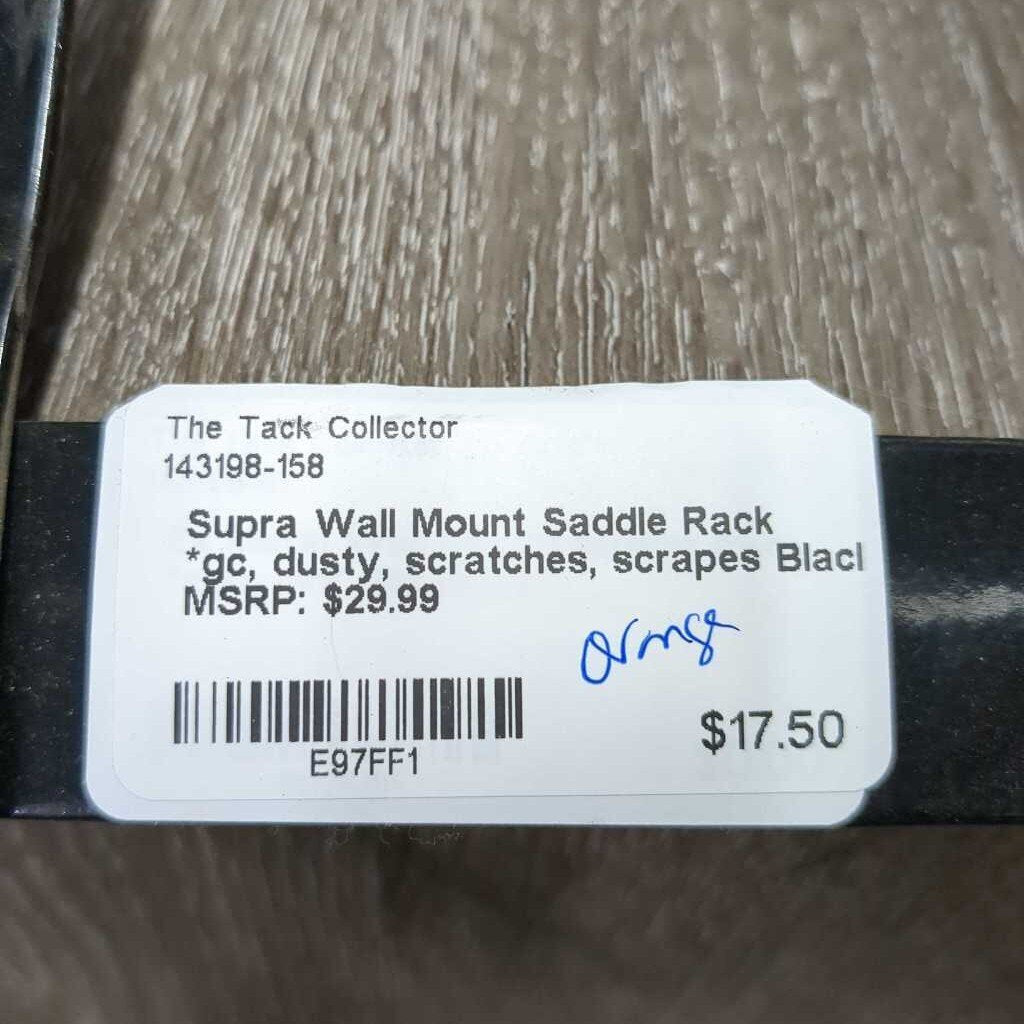 The Tack Collector
143198-158
Supra Wall Mount Saddle Rack
*gc, dusty, scratches, scrapes Blacl
MSRP: $29.99
orange
E97FF1
$17.50